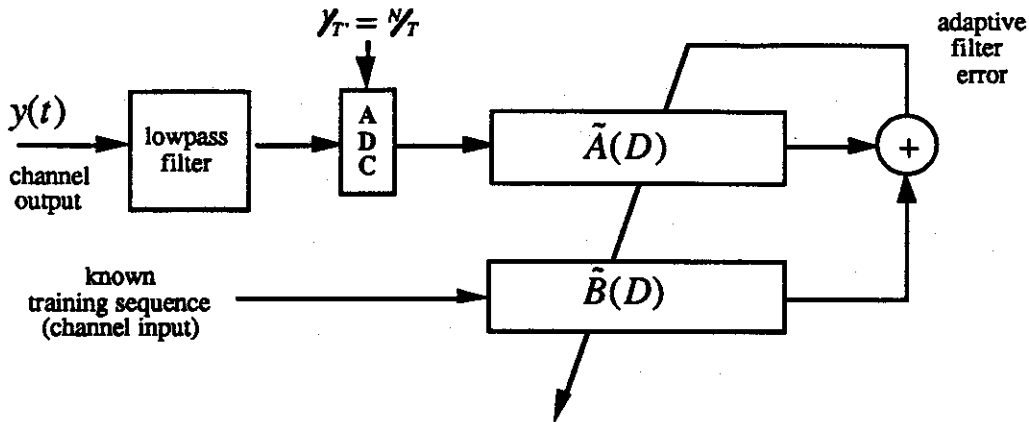 1/T' = N/T
adaptive
filter
error
y(t)
lowpass
filter
A
D
C
Ã(D)
+
channel
output
known
training sequence
(channel input)
B̃(D)